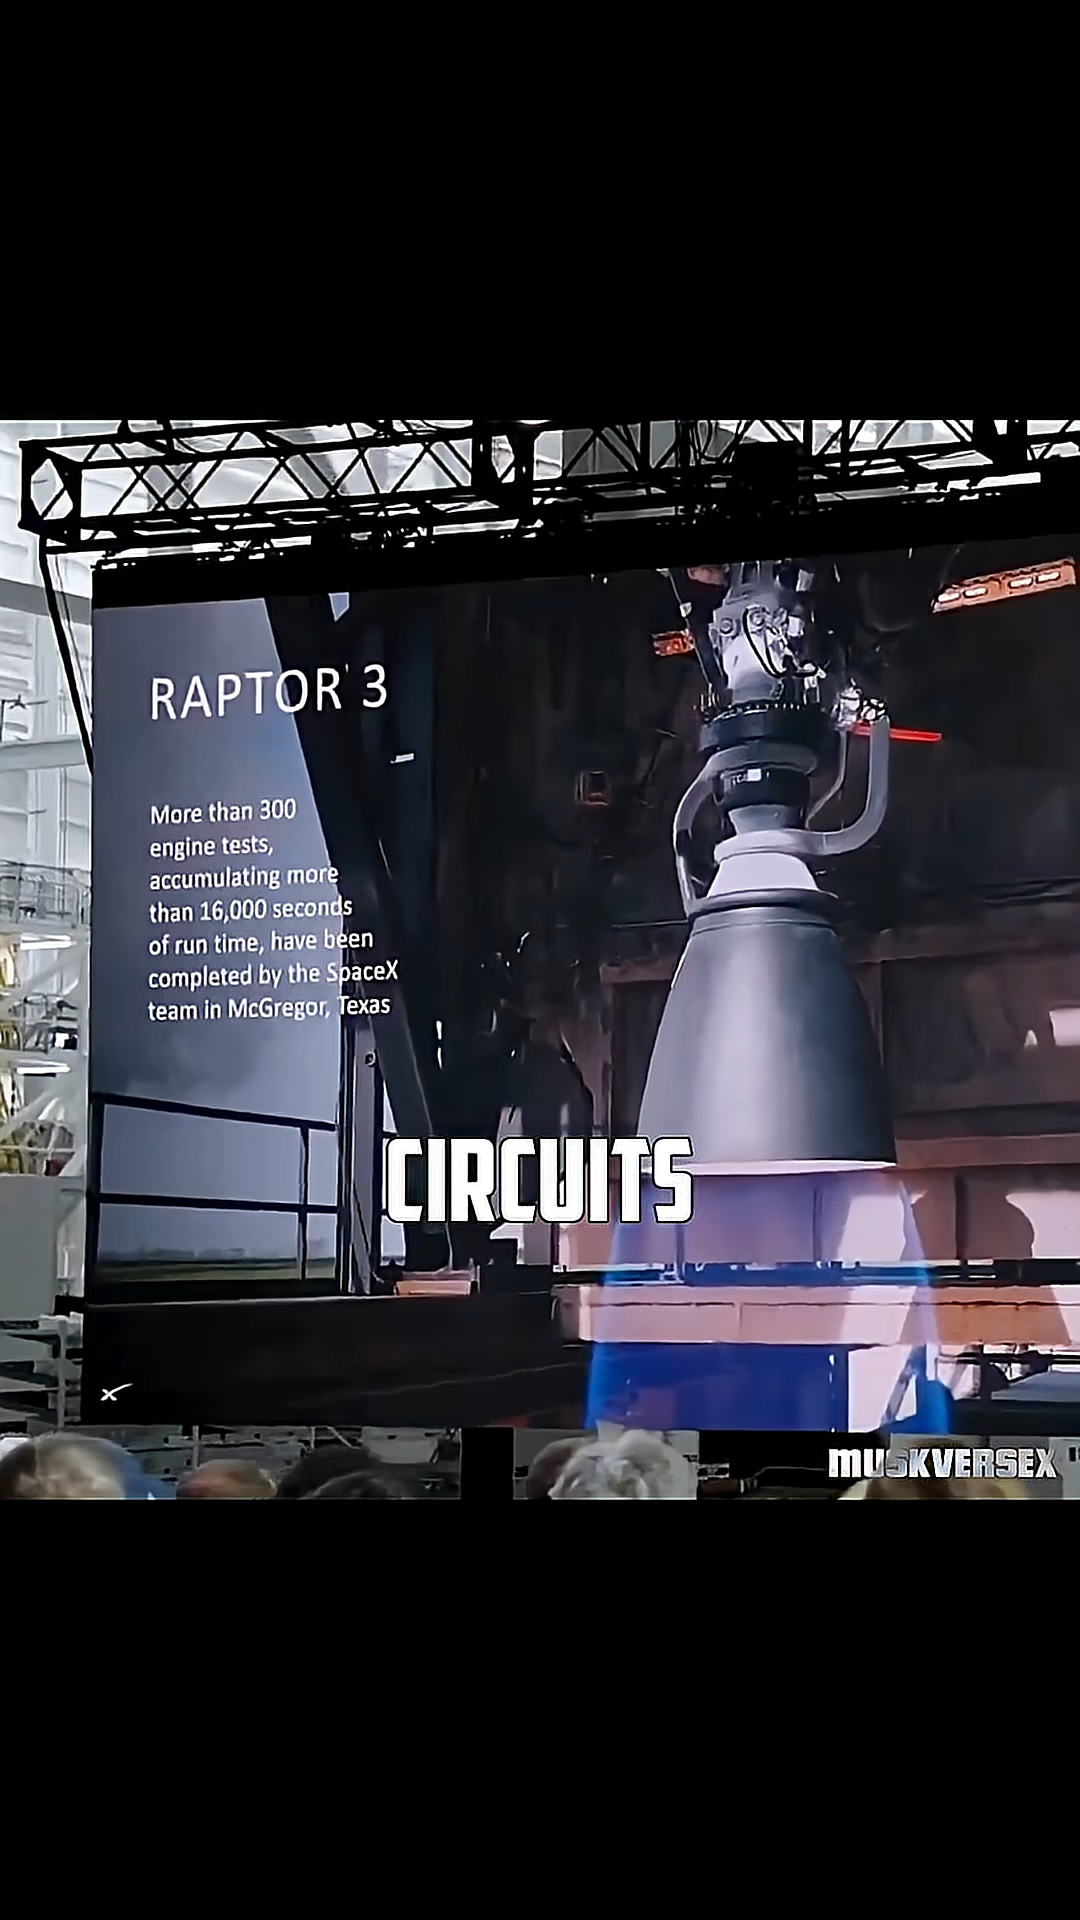 RAPTOR 3
More than 300
engine tests,
accumulating more
than 16,000 seconds
of run time, have been
completed by the SpaceX
team in McGregor, Texas
CIRCUITS
MUSKVERSEX